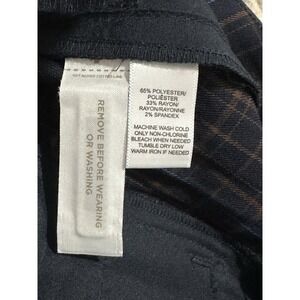 REMOVE BEFORE WEARING
OR WASHING
65% POLYESTER/
POLIÉSTER
33% RAYON/
RAYONNE/RAYON
2% SPANDEX
MACHINE WASH COLD
ONLY NON-CHLORINE
BLEACH WHEN NEEDED
TUMBLE DRY LOW
WARM IRON IF NEEDED